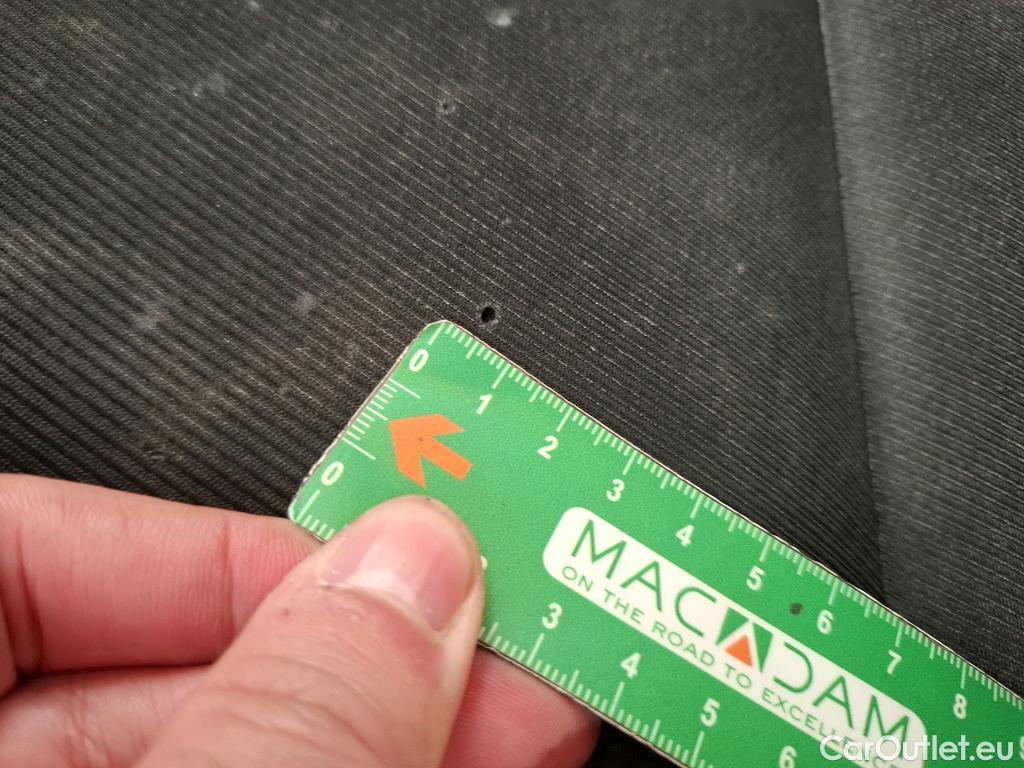 0 1 2 3 4 5 6 7 8
0
MACADAM
ON THE ROAD TO EXCELLENCE
3 4 5 6
CarOutlet.eu